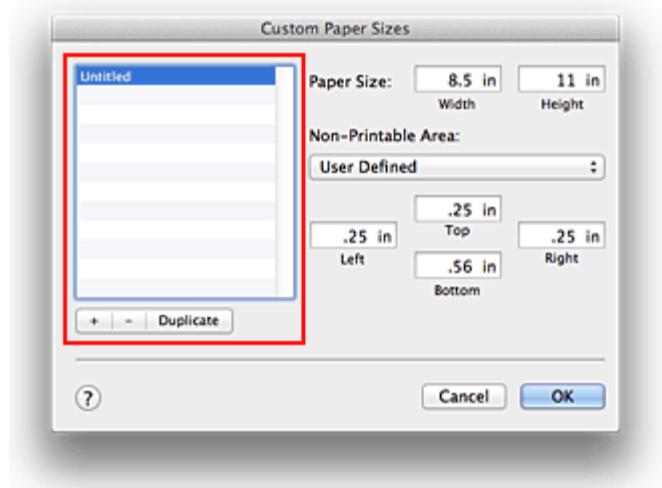 Custom Paper Sizes
Untitled
+ - Duplicate
Paper Size: 8.5 in 11 in
Width Height
Non-Printable Area:
User Defined
.25 in
Top
.25 in .25 in
Left Right
.56 in
Bottom
? Cancel OK